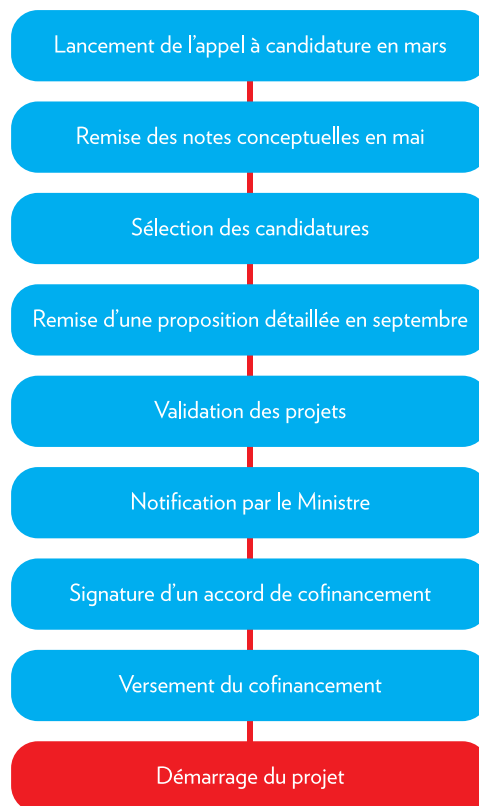 Lancement de l’appel à candidature en mars
Remise des notes conceptuelles en mai
Sélection des candidatures
Remise d’une proposition détaillée en septembre
Validation des projets
Notification par le Ministre
Signature d’un accord de cofinancement
Versement du cofinancement
Démarrage du projet